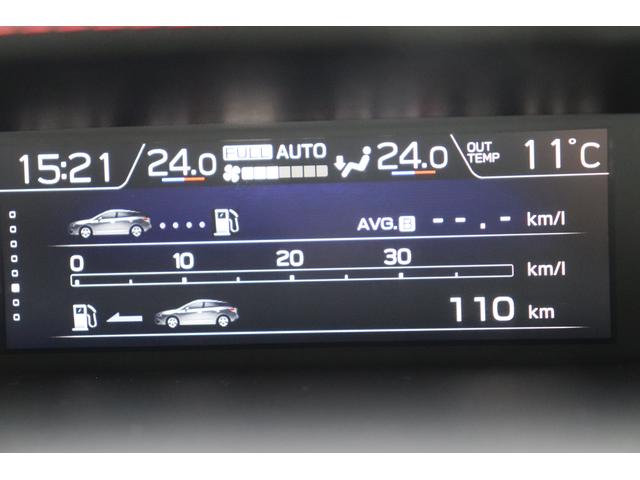 15:21 24.0 FULL AUTO 24.0 OUT TEMP 11°C
AVG. B --.- km/l
0 10 20 30 km/l
110 km